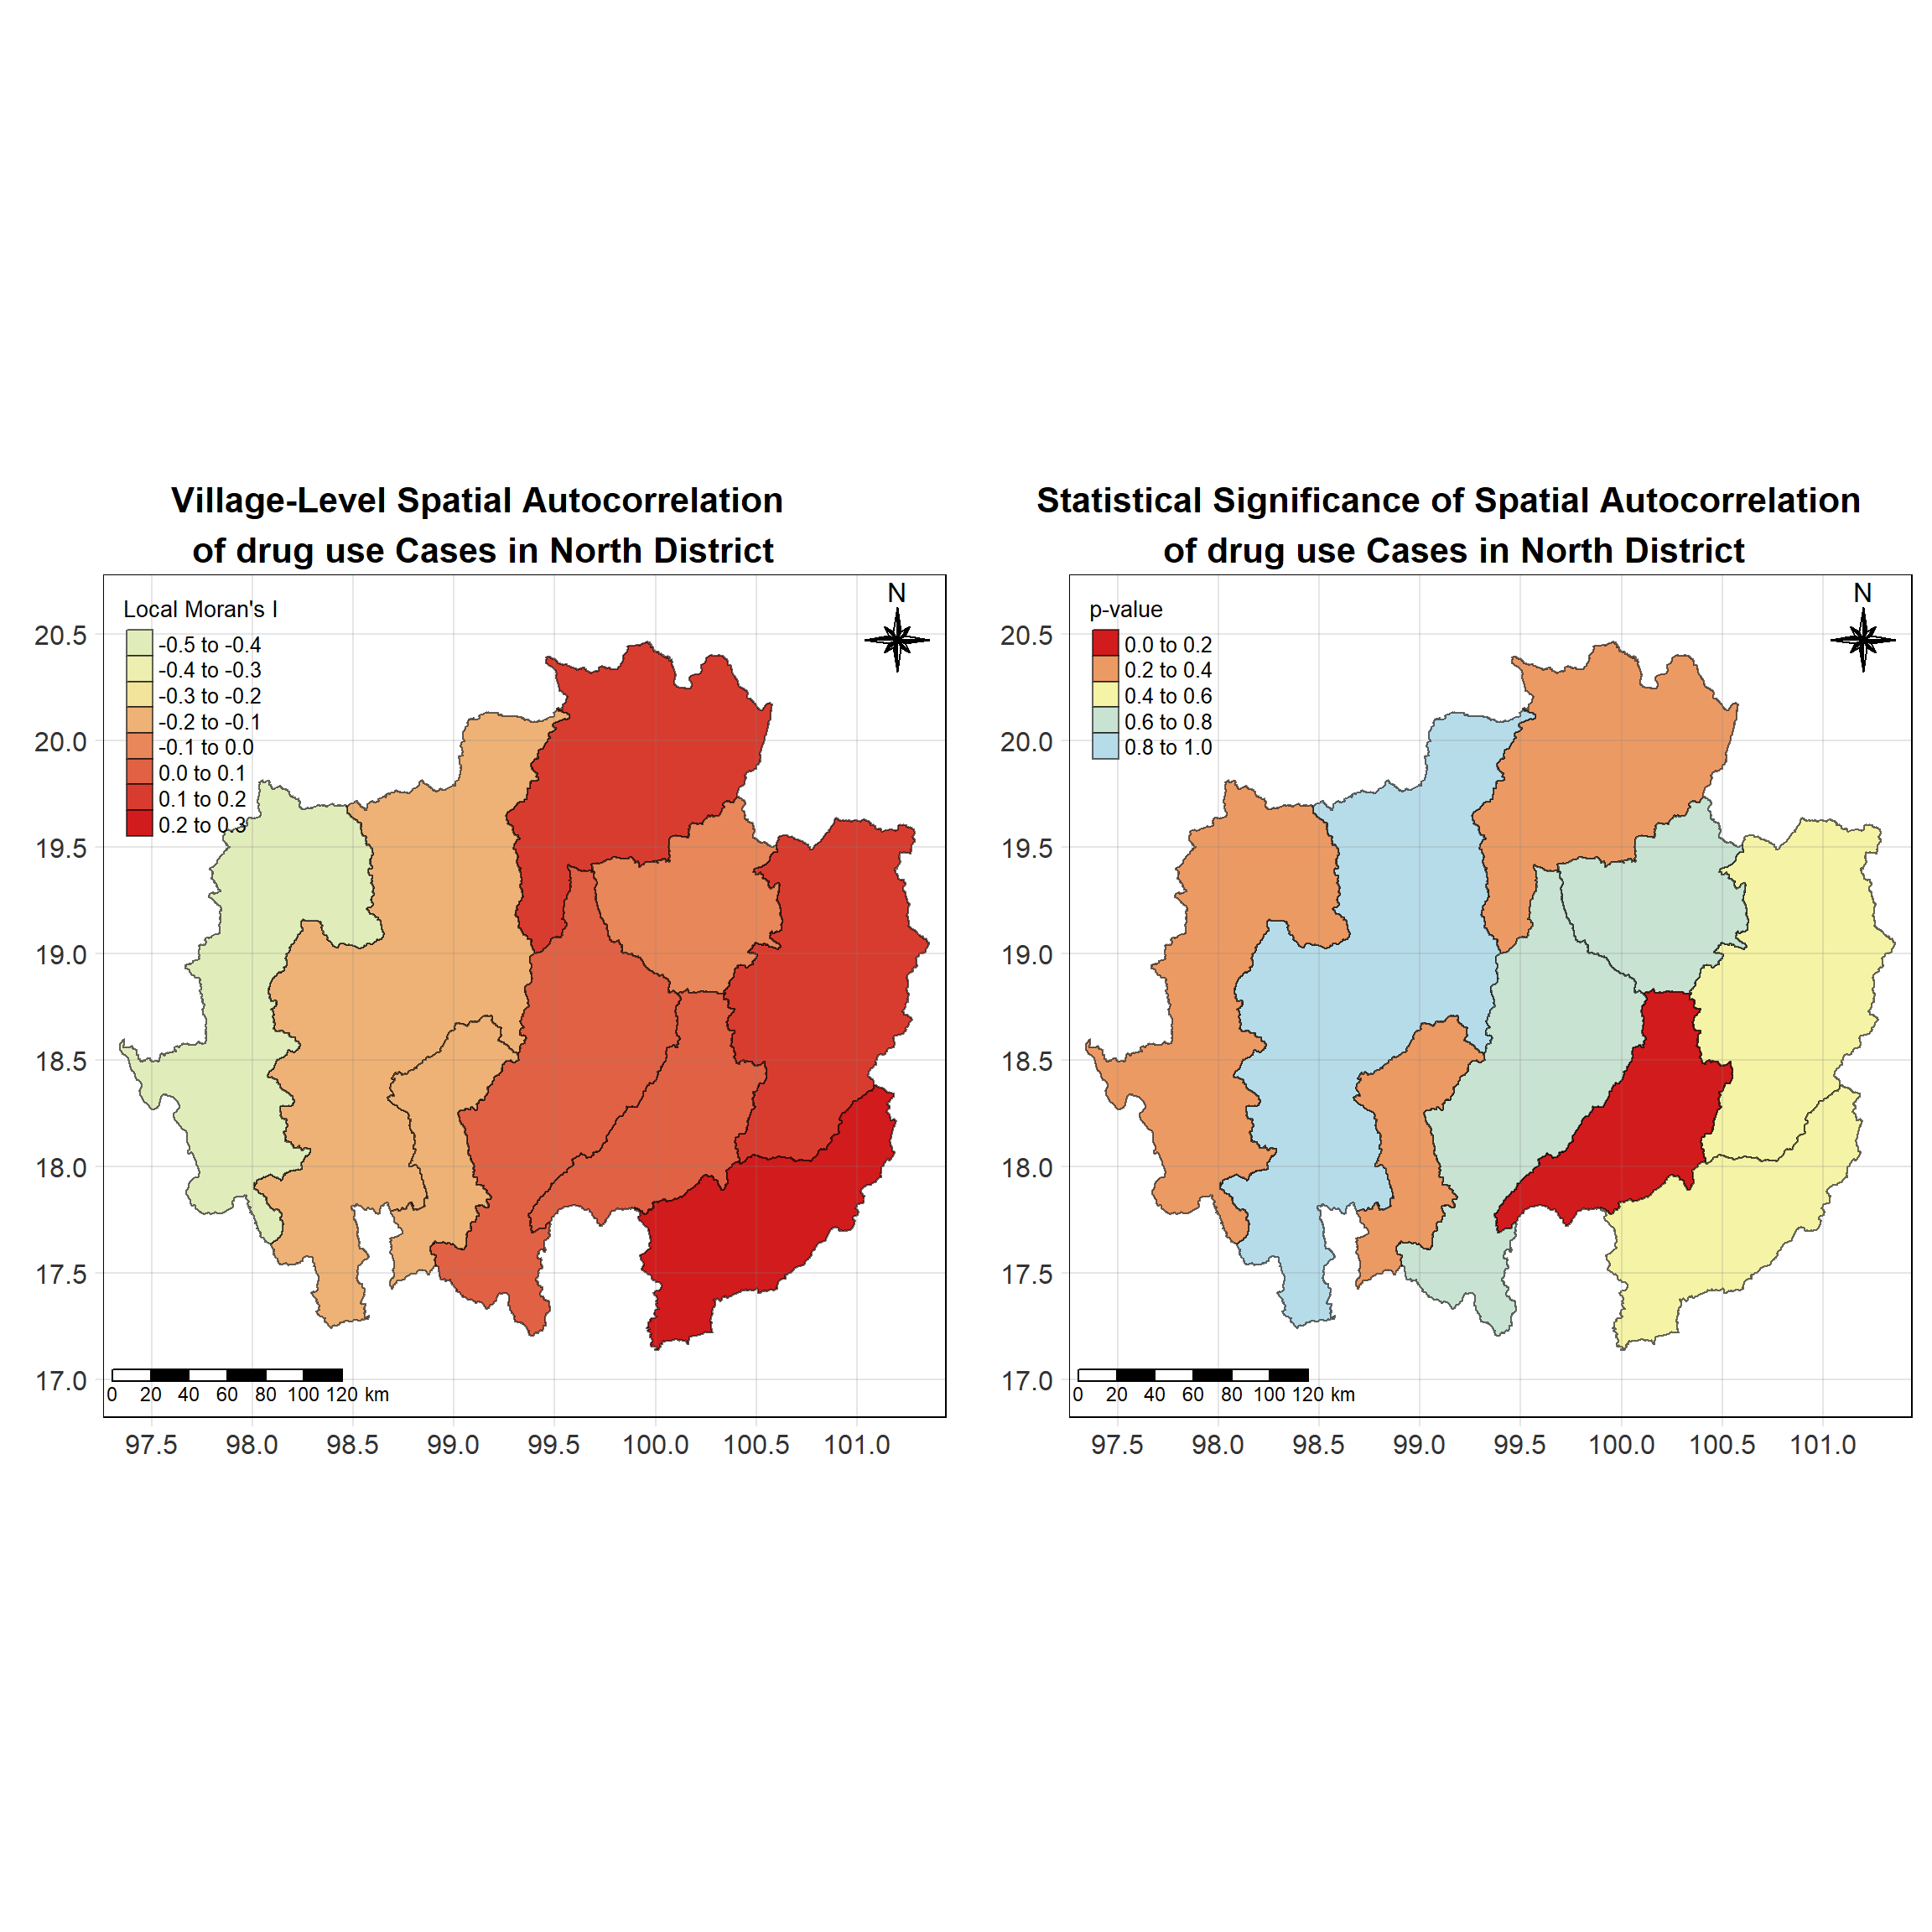 Village-Level Spatial Autocorrelation
of drug use Cases in North District
N
Local Moran's I
-0.5 to -0.4
-0.4 to -0.3
-0.3 to -0.2
-0.2 to -0.1
-0.1 to 0.0
0.0 to 0.1
0.1 to 0.2
0.2 to 0.3
20.5
20.0
19.5
19.0
18.5
18.0
17.5
17.0
0 20 40 60 80 100 120 km
97.5 98.0 98.5 99.0 99.5 100.0 100.5 101.0
Statistical Significance of Spatial Autocorrelation
of drug use Cases in North District
N
p-value
0.0 to 0.2
0.2 to 0.4
0.4 to 0.6
0.6 to 0.8
0.8 to 1.0
20.5
20.0
19.5
19.0
18.5
18.0
17.5
17.0
0 20 40 60 80 100 120 km
97.5 98.0 98.5 99.0 99.5 100.0 100.5 101.0